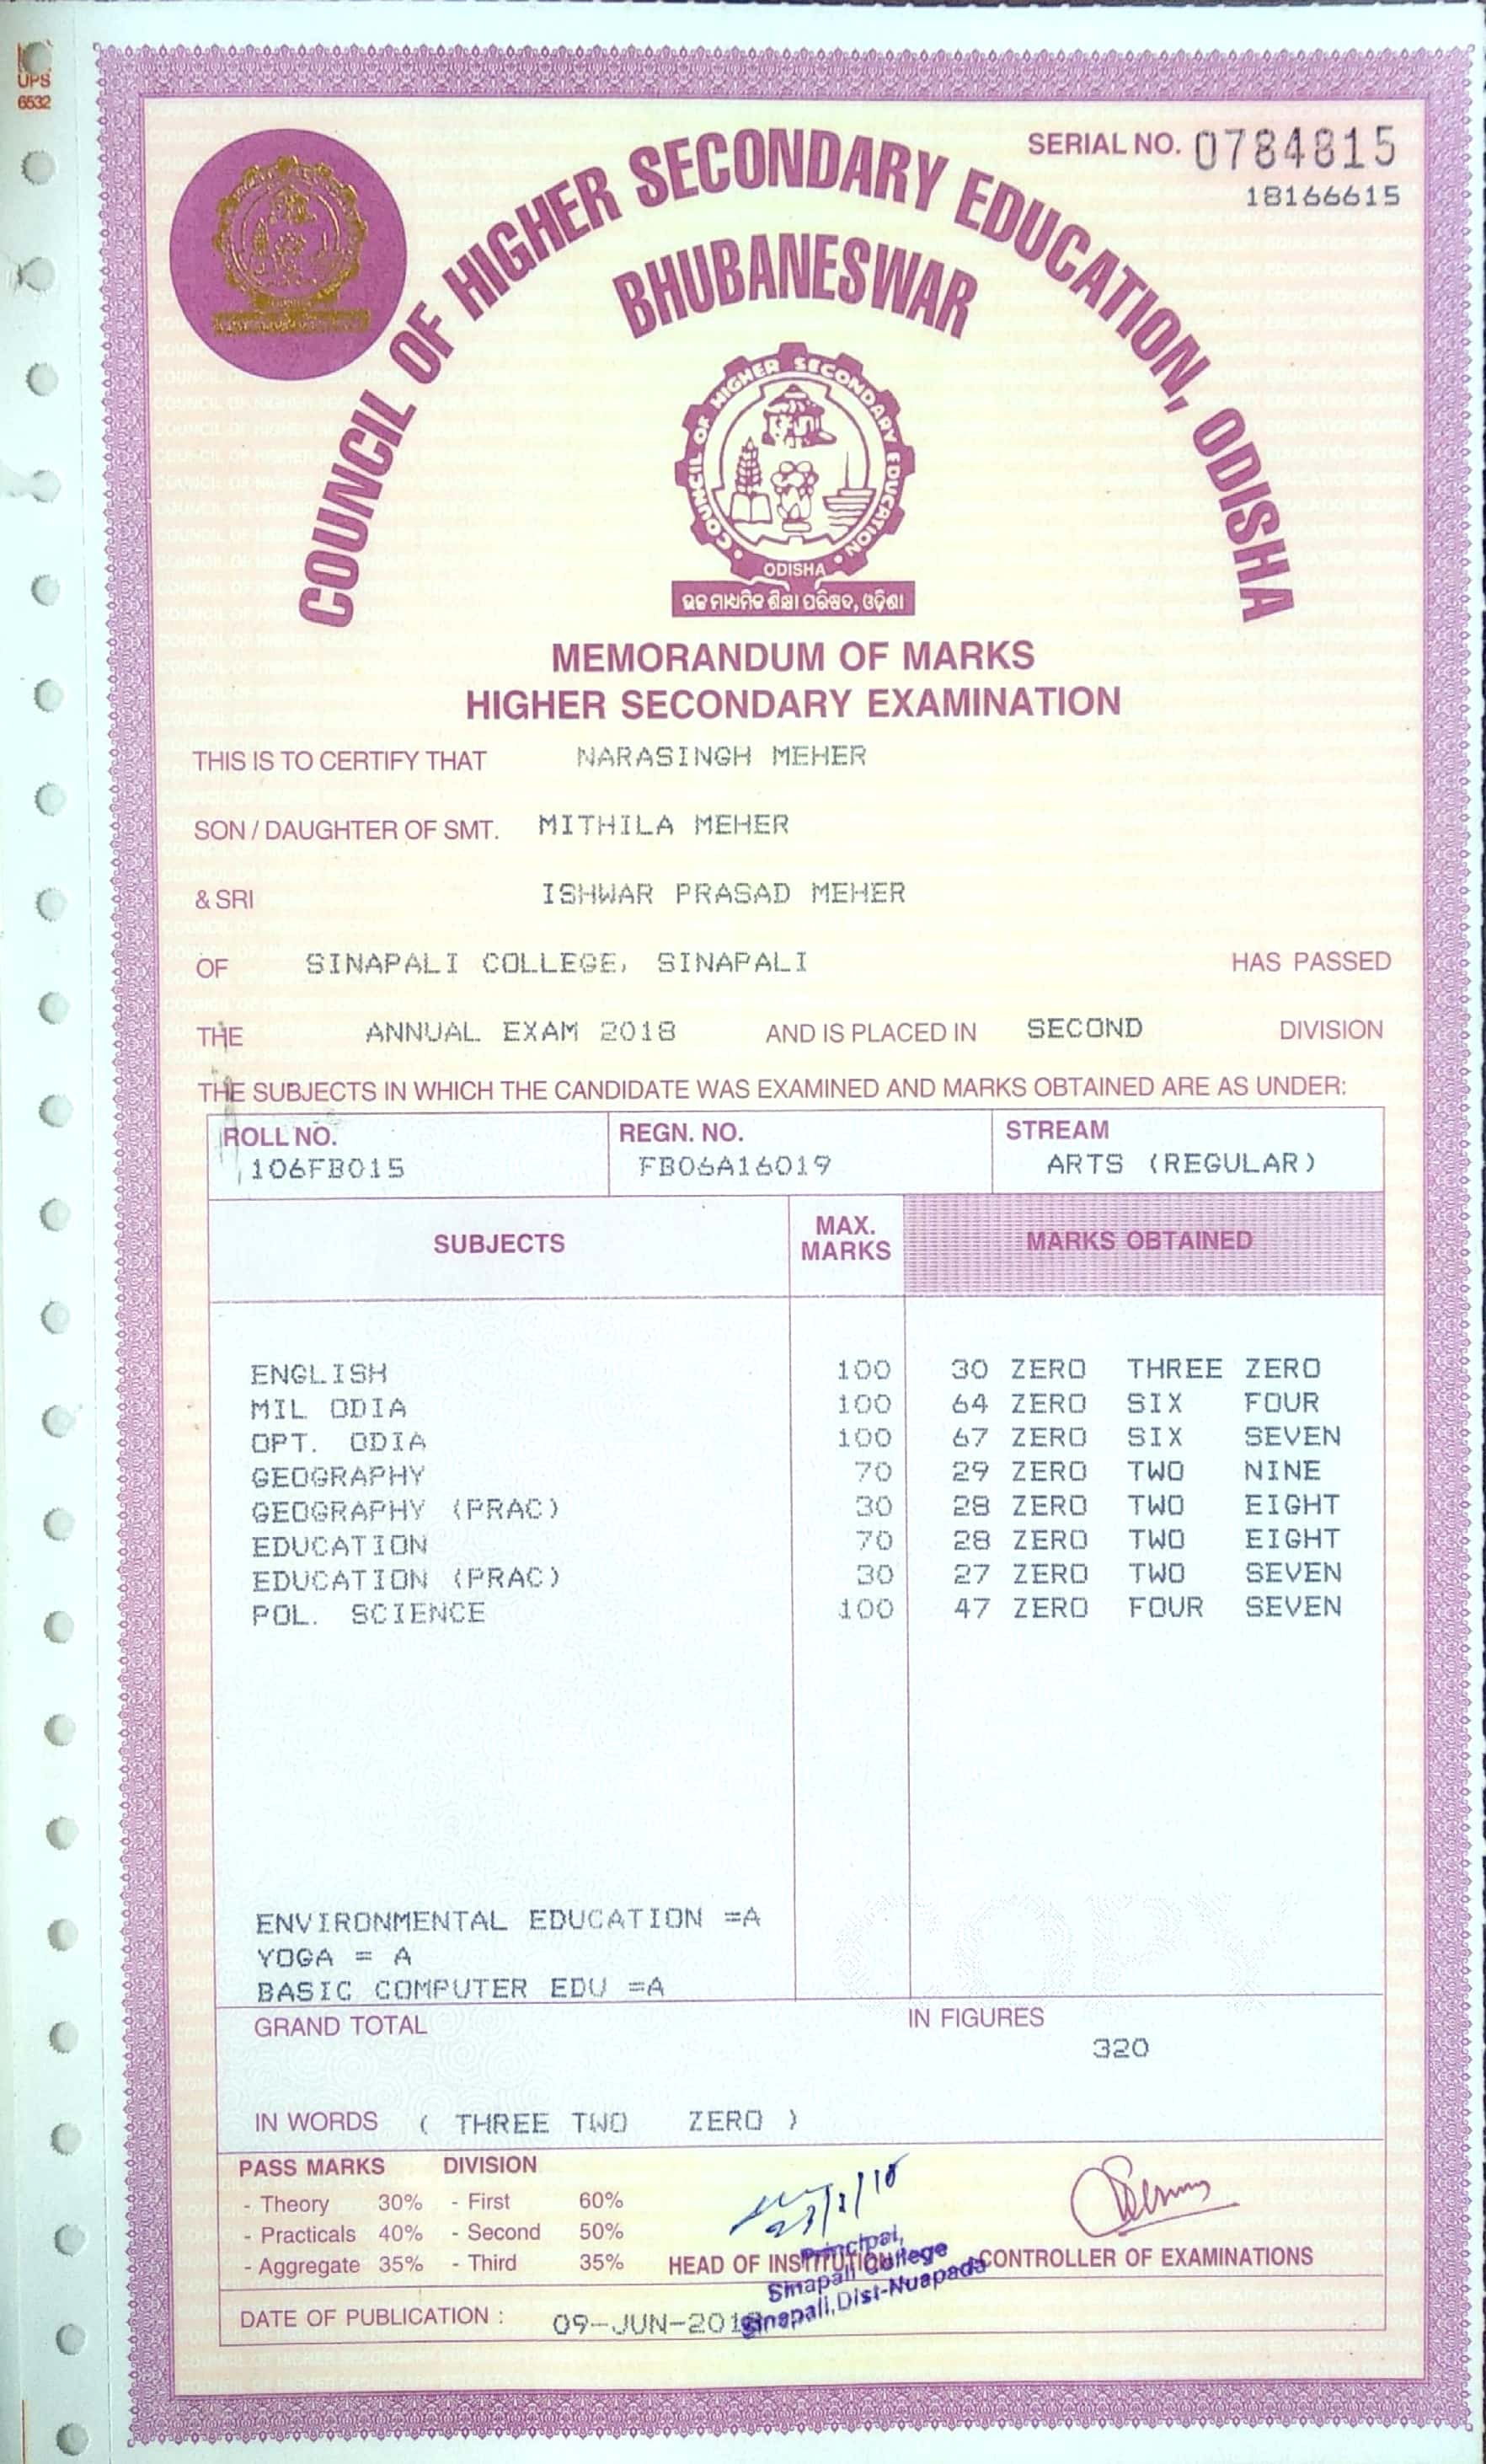 UPS
6532
SERIAL NO. 0784815
18166615
COUNCIL OF HIGHER SECONDARY EDUCATION, ODISHA
BHUBANESWAR
COUNCIL OF HIGHER SECONDARY EDUCATION
ODISHA
ଉଚ୍ଚ ମାଧ୍ୟମିକ ଶିକ୍ଷା ପରିଷଦ, ଓଡ଼ିଶା
MEMORANDUM OF MARKS
HIGHER SECONDARY EXAMINATION
THIS IS TO CERTIFY THAT NARASINGH MEHER
SON / DAUGHTER OF SMT. MITHILA MEHER
& SRI ISHWAR PRASAD MEHER
OF SINAPALI COLLEGE, SINAPALI HAS PASSED
THE ANNUAL EXAM 2018 AND IS PLACED IN SECOND DIVISION
THE SUBJECTS IN WHICH THE CANDIDATE WAS EXAMINED AND MARKS OBTAINED ARE AS UNDER:
ROLL NO. REGN. NO. STREAM
106FB015 FB06A16019 ARTS (REGULAR)
SUBJECTS MAX. MARKS MARKS OBTAINED
ENGLISH 100 30 ZERO THREE ZERO
MIL ODIA 100 64 ZERO SIX FOUR
OPT. ODIA 100 67 ZERO SIX SEVEN
GEOGRAPHY 70 29 ZERO TWO NINE
GEOGRAPHY (PRAC) 30 28 ZERO TWO EIGHT
EDUCATION 70 28 ZERO TWO EIGHT
EDUCATION (PRAC) 30 27 ZERO TWO SEVEN
POL. SCIENCE 100 47 ZERO FOUR SEVEN
ENVIRONMENTAL EDUCATION =A
YOGA = A
BASIC COMPUTER EDU =A
GRAND TOTAL IN FIGURES
320
IN WORDS ( THREE TWO ZERO )
PASS MARKS DIVISION
- Theory 30% - First 60%
- Practicals 40% - Second 50%
- Aggregate 35% - Third 35% HEAD OF INSTITUTION CONTROLLER OF EXAMINATIONS
Principal,
Sinapali College
Sinapali, Dist-Nuapada
DATE OF PUBLICATION : 09-JUN-2018